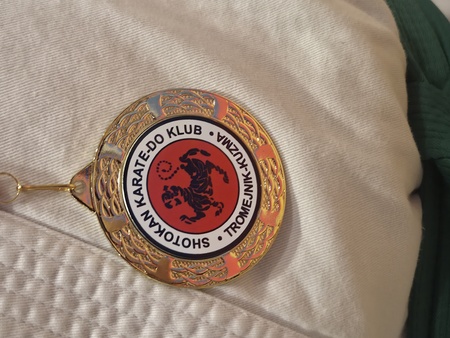 SHOTOKAN KARATE-DO KLUB • TROMEJNIK-KUZMA •